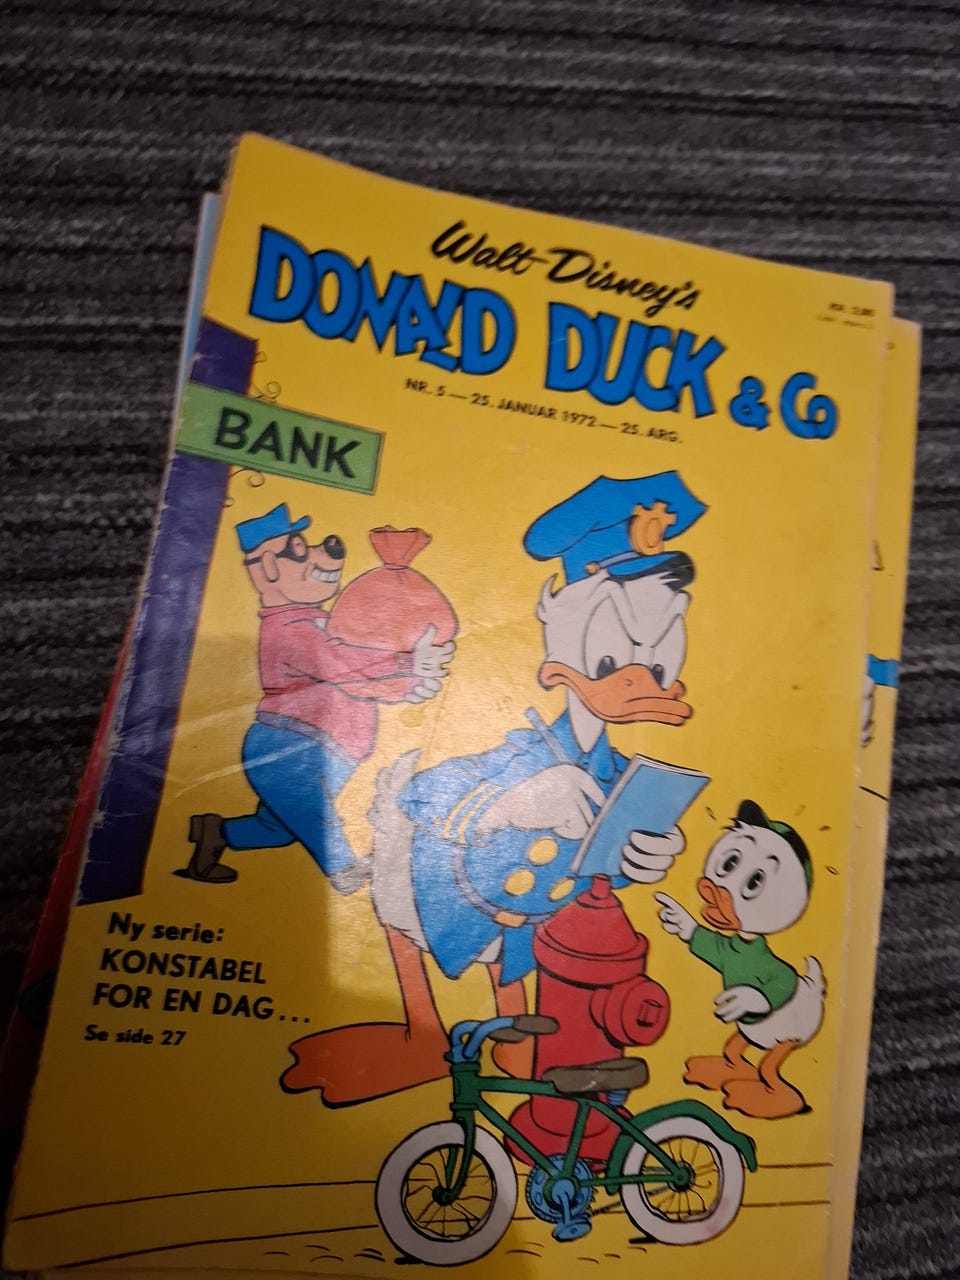 Walt Disney's
DONALD DUCK & Co
NR. 5 — 25. JANUAR 1972 — 25. ÅRG.
BANK
Ny serie:
KONSTABEL
FOR EN DAG...
Se side 27